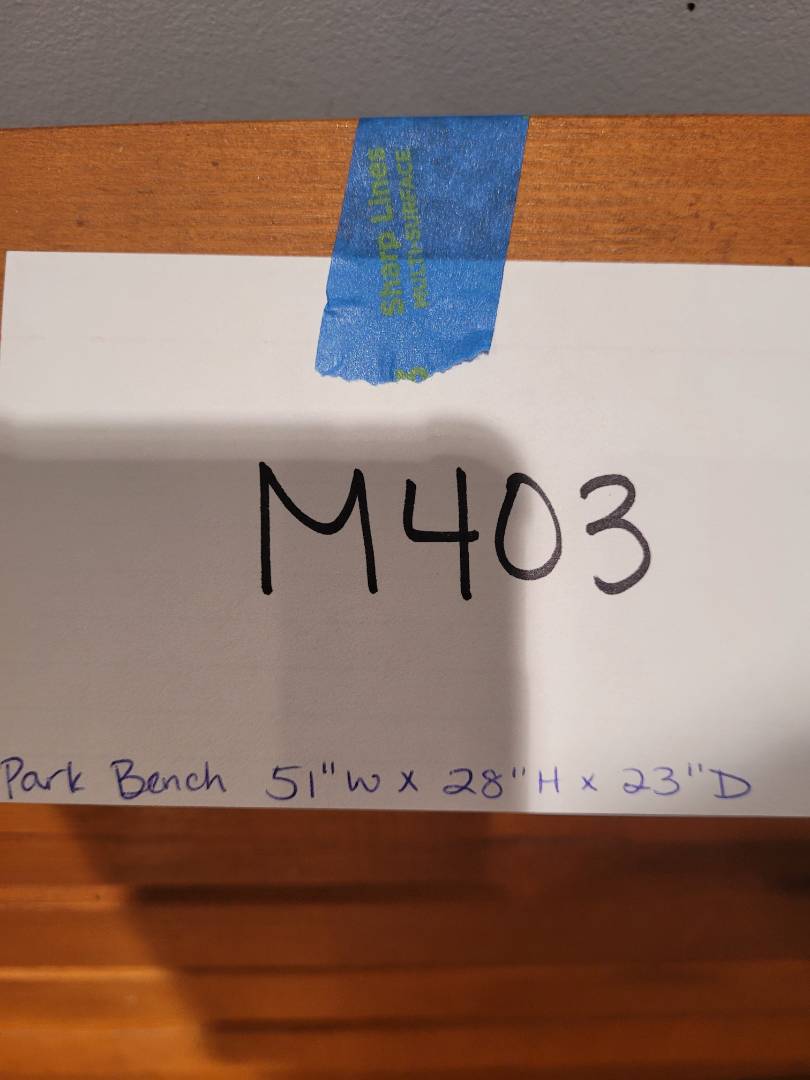 Sharp Lines
MULTI-SURFACE
M403
Park Bench 51"W x 28"H x 23"D